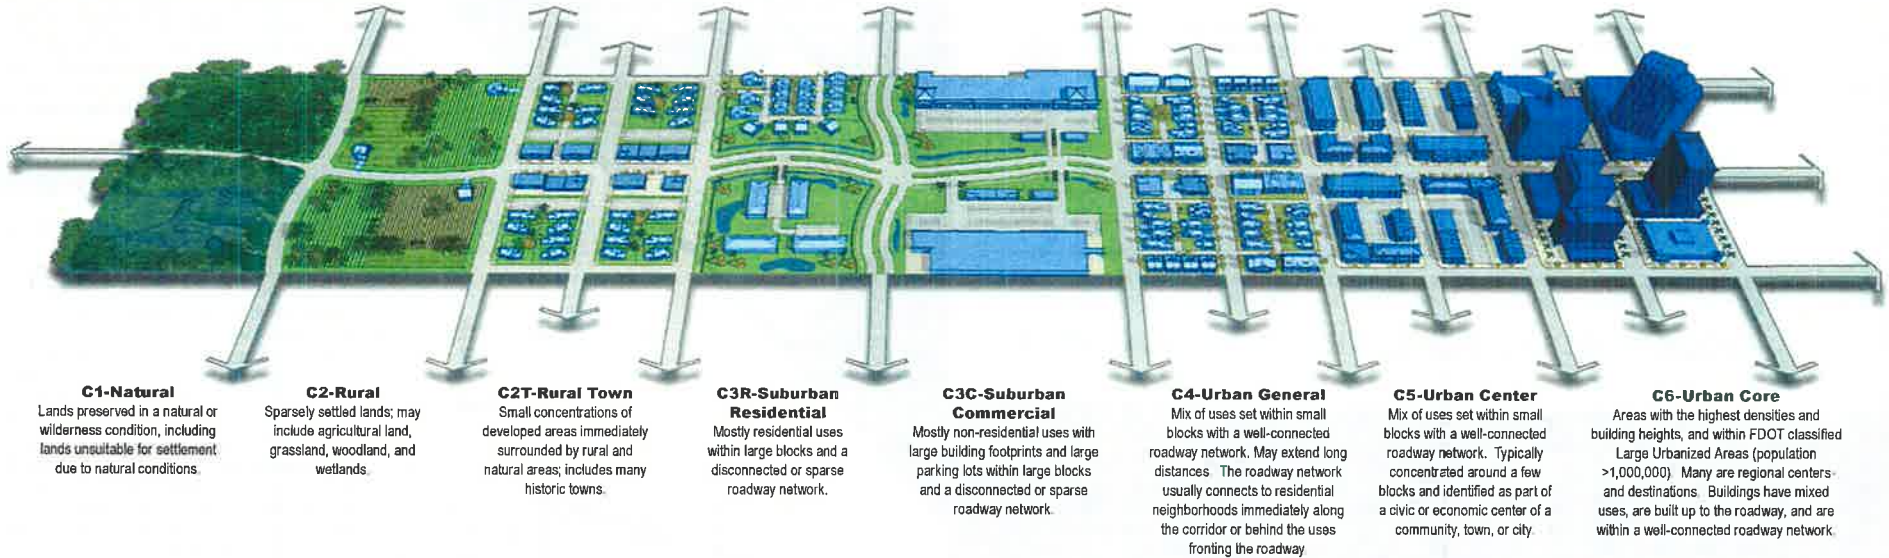 C1-Natural
Lands preserved in a natural or
wilderness condition, including
lands unsuitable for settlement
due to natural conditions.
C2-Rural
Sparsely settled lands; may
include agricultural land,
grassland, woodland, and
wetlands.
C2T-Rural Town
Small concentrations of
developed areas immediately
surrounded by rural and
natural areas; includes many
historic towns.
C3R-Suburban
Residential
Mostly residential uses
within large blocks and a
disconnected or sparse
roadway network.
C3C-Suburban
Commercial
Mostly non-residential uses with
large building footprints and large
parking lots within large blocks
and a disconnected or sparse
roadway network.
C4-Urban General
Mix of uses set within small
blocks with a well-connected
roadway network. May extend long
distances. The roadway network
usually connects to residential
neighborhoods immediately along
the corridor or behind the uses
fronting the roadway.
C5-Urban Center
Mix of uses set within small
blocks with a well-connected
roadway network. Typically
concentrated around a few
blocks and identified as part of
a civic or economic center of a
community, town, or city.
C6-Urban Core
Areas with the highest densities and
building heights, and within FDOT classified
Large Urbanized Areas (population
>1,000,000). Many are regional centers
and destinations. Buildings have mixed
uses, are built up to the roadway, and are
within a well-connected roadway network.